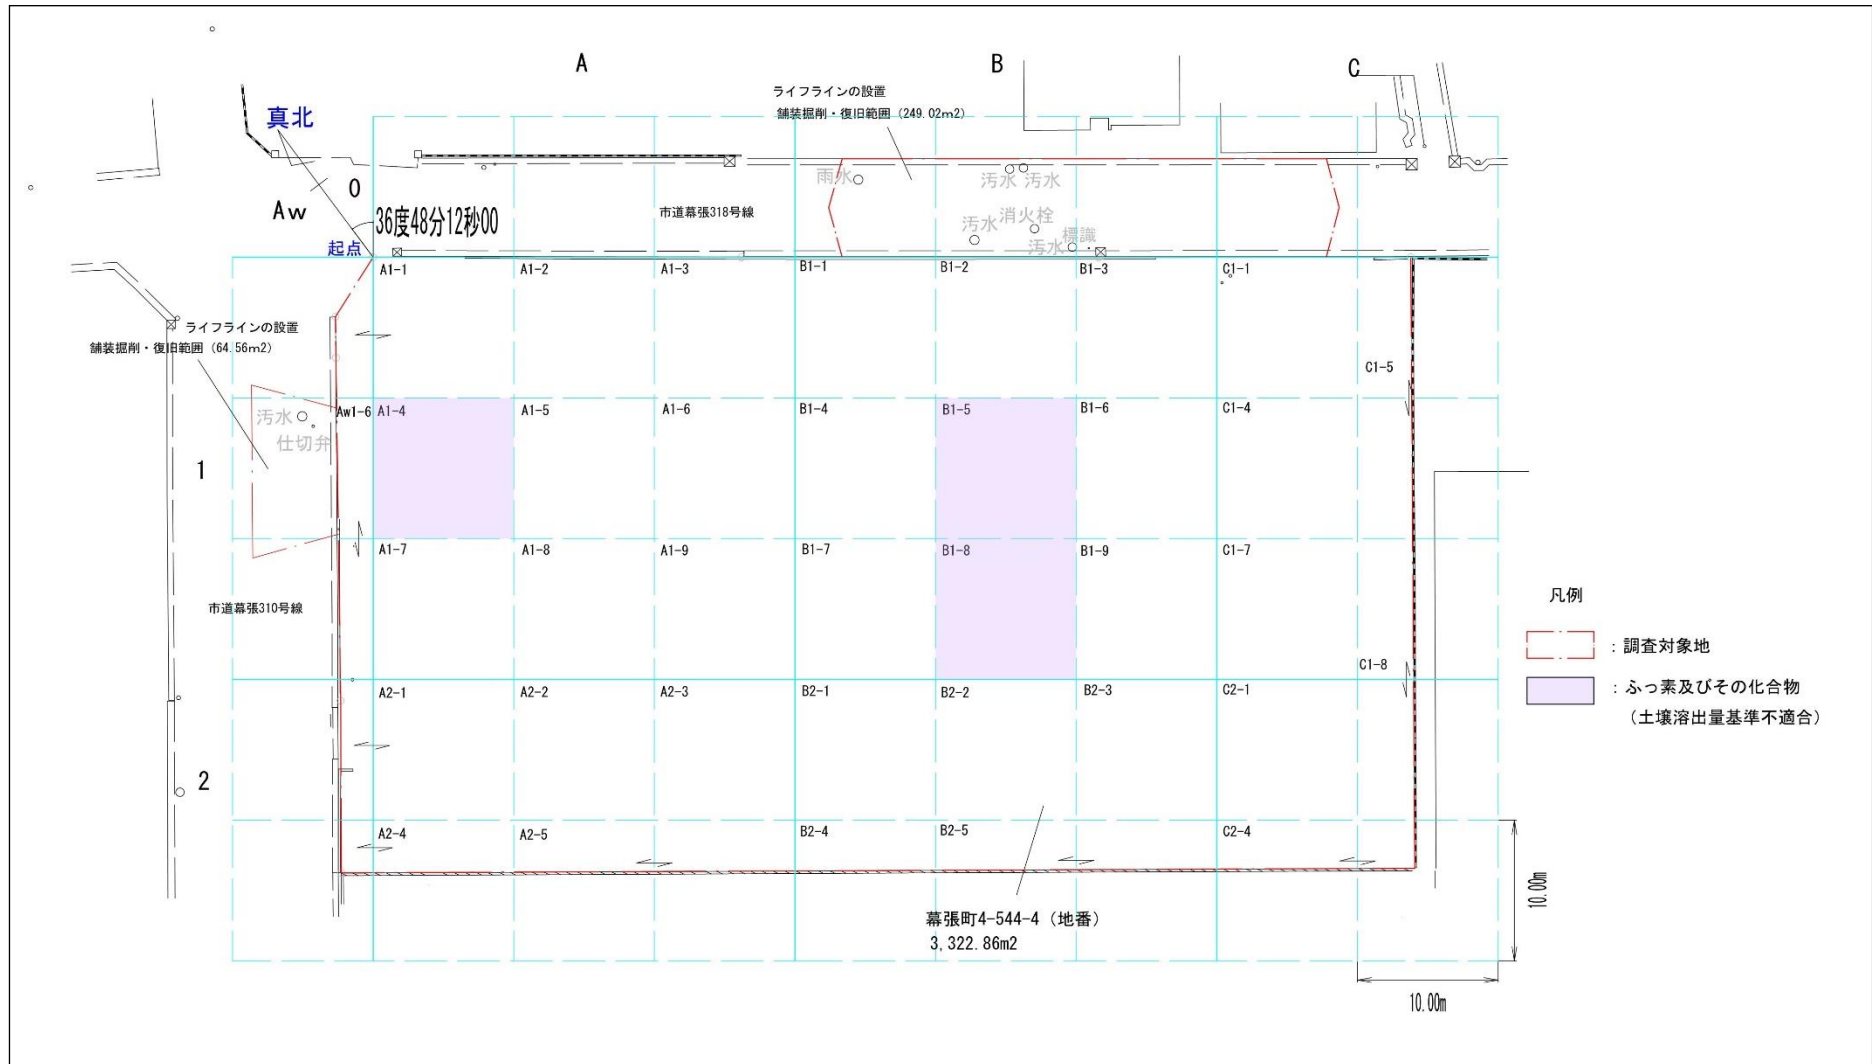 A
B
C
ライフラインの設置
舗装掘削・復旧範囲（249.02m2）
真北
O
Aw
36度48分12秒00
起点
市道幕張318号線
雨水
汚水 汚水
汚水
消火栓
汚水
標識
A1-1
A1-2
A1-3
B1-1
B1-2
B1-3
C1-1
ライフラインの設置
舗装掘削・復旧範囲（64.56m2）
C1-5
汚水
仕切弁
Aw1-6
A1-4
A1-5
A1-6
B1-4
B1-5
B1-6
C1-4
1
A1-7
A1-8
A1-9
B1-7
B1-8
B1-9
C1-7
市道幕張310号線
C1-8
A2-1
A2-2
A2-3
B2-1
B2-2
B2-3
C2-1
2
A2-4
A2-5
B2-4
B2-5
C2-4
幕張町4-544-4（地番）
3,322.86m2
10.00m
10.00m
凡例
：調査対象地
：ふっ素及びその化合物
（土壌溶出量基準不適合）